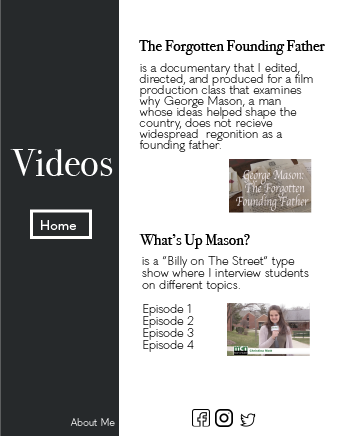 Videos
Home
About Me
The Forgotten Founding Father
is a documentary that I edited,
directed, and produced for a film
production class that examines
why George Mason, a man
whose ideas helped shape the
country, does not recieve
widespread  regonition as a
founding father.
George Mason:
The Forgotten
Founding Father
What's Up Mason?
is a “Billy on The Street” type
show where I interview students
on different topics.
Episode 1
Episode 2
Episode 3
Episode 4